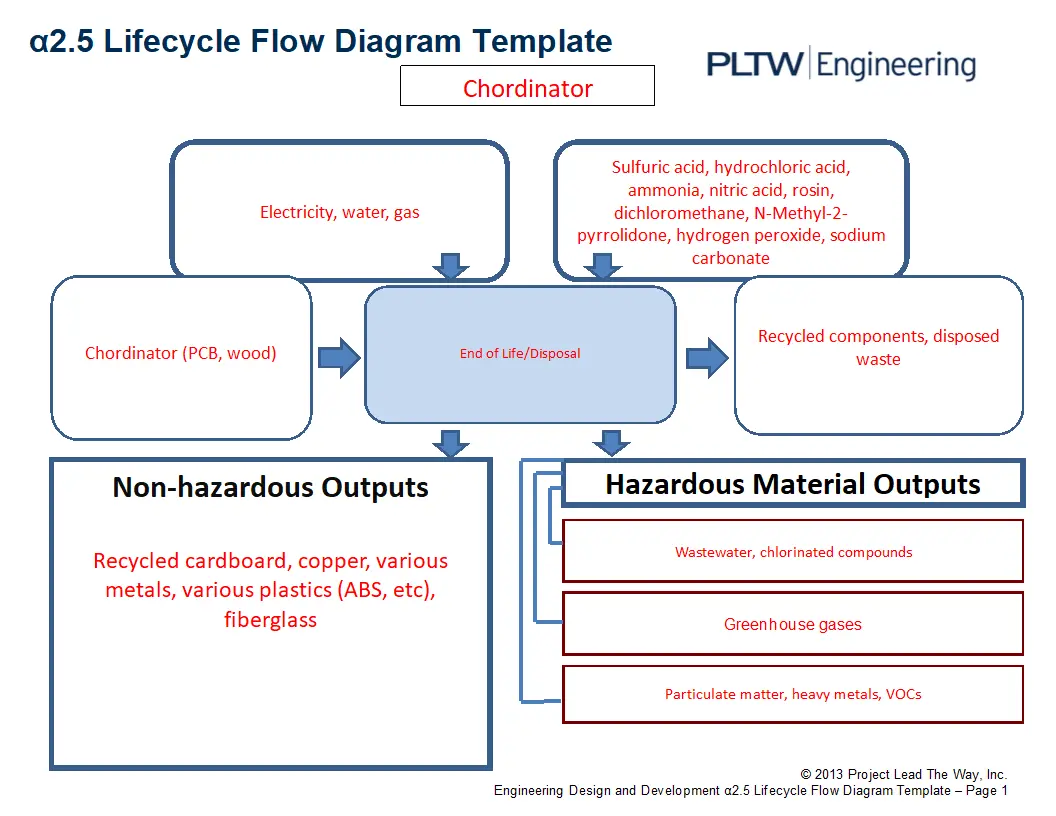 α2.5 Lifecycle Flow Diagram Template
PLTW Engineering
Chordinator
Electricity, water, gas
Sulfuric acid, hydrochloric acid,
ammonia, nitric acid, rosin,
dichloromethane, N-Methyl-2-
pyrrolidone, hydrogen peroxide, sodium
carbonate
Chordinator (PCB, wood)
End of Life/Disposal
Recycled components, disposed
waste
Non-hazardous Outputs
Recycled cardboard, copper, various
metals, various plastics (ABS, etc),
fiberglass
Hazardous Material Outputs
Wastewater, chlorinated compounds
Greenhouse gases
Particulate matter, heavy metals, VOCs
© 2013 Project Lead The Way, Inc.
Engineering Design and Development α2.5 Lifecycle Flow Diagram Template – Page 1